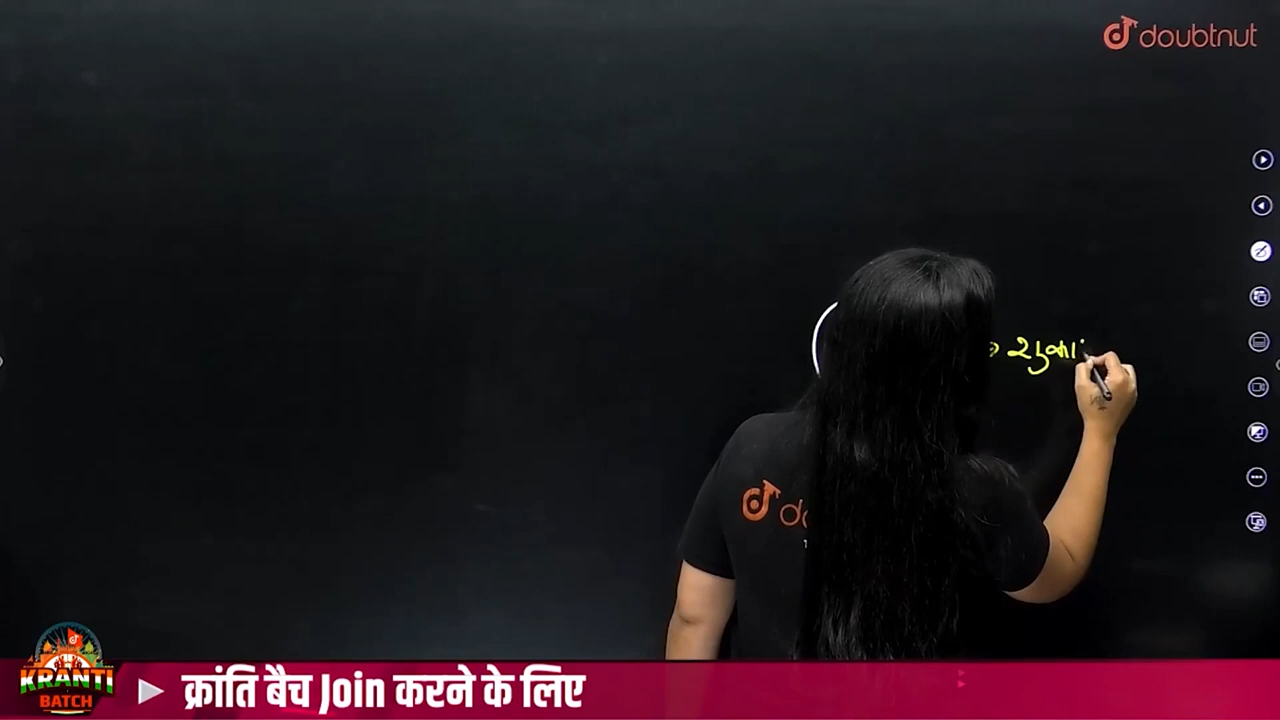 doubtnut
शुक्रा
KRANTI
BATCH
क्रांति बैच Join करने के लिए